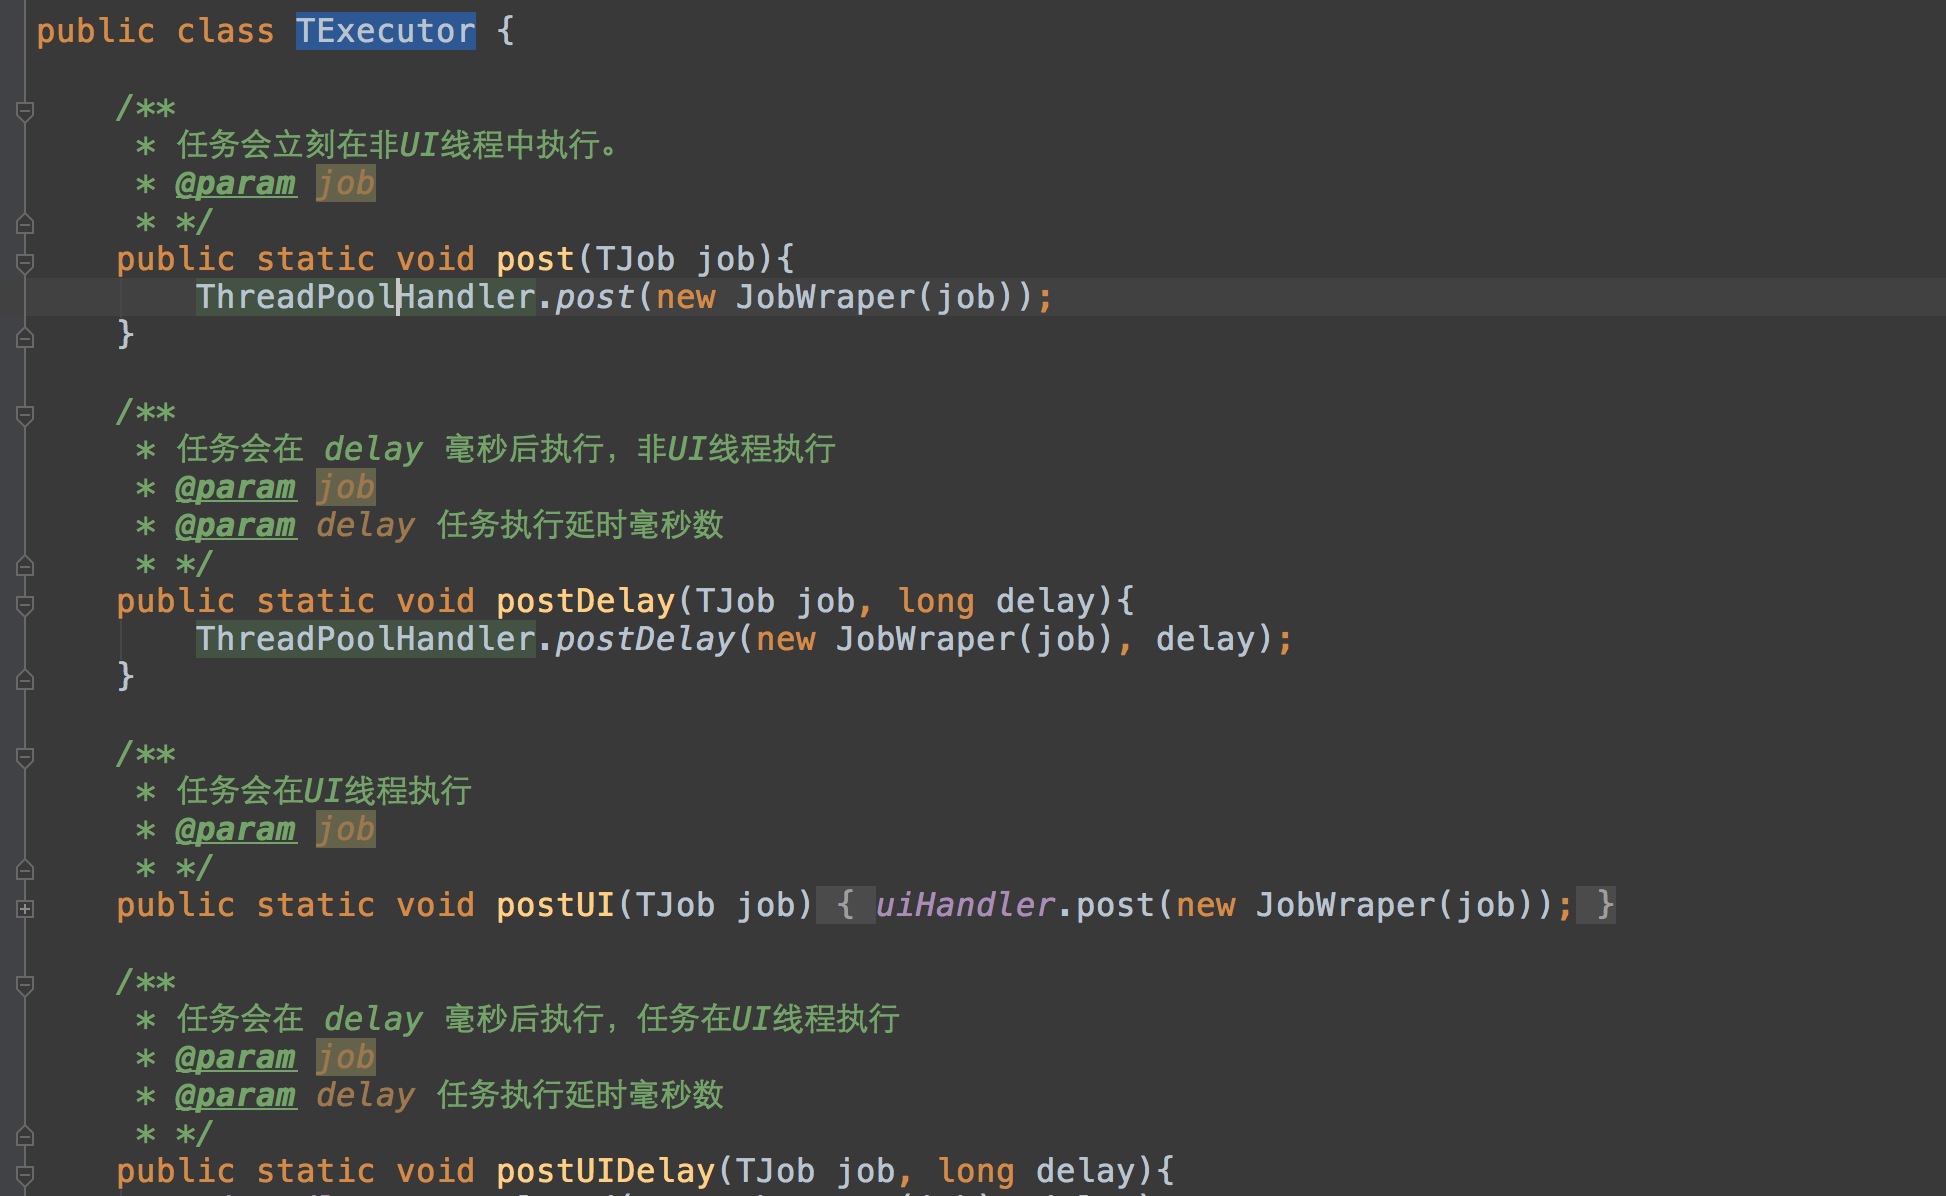 public class TExecutor {
/**
* 任务会立刻在非UI线程中执行。
* @param job
* */
public static void post(TJob job){
ThreadPoolHandler.post(new JobWraper(job));
}
/**
* 任务会在 delay 毫秒后执行，非UI线程执行
* @param job
* @param delay 任务执行延时毫秒数
* */
public static void postDelay(TJob job, long delay){
ThreadPoolHandler.postDelay(new JobWraper(job), delay);
}
/**
* 任务会在UI线程执行
* @param job
* */
public static void postUI(TJob job) { uiHandler.post(new JobWraper(job)); }
/**
* 任务会在 delay 毫秒后执行，任务在UI线程执行
* @param job
* @param delay 任务执行延时毫秒数
* */
public static void postUIDelay(TJob job, long delay){